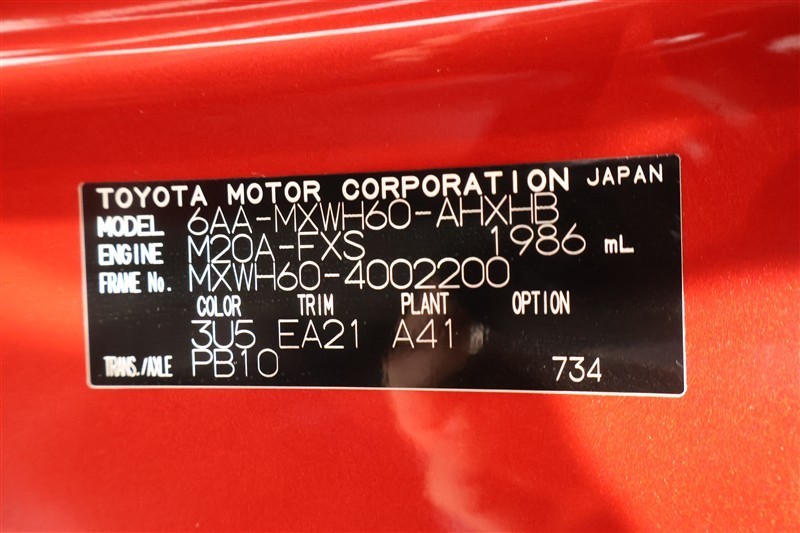 TOYOTA MOTOR CORPORATION JAPAN
MODEL 6AA-MXWH60-AHXHB
ENGINE M20A-FXS 1986 mL
FRAME No. MXWH60-4002200
COLOR TRIM PLANT OPTION
3U5 EA21 A41
TRANS./AXLE PB10 734